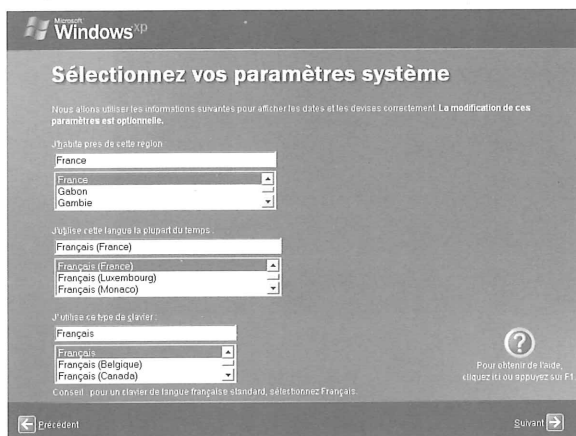 Microsoft
Windows xp
Sélectionnez vos paramètres système
Nous allons utiliser les informations suivantes pour afficher les dates et les devises correctement. La modification de ces
paramètres est optionnelle.
J'habite près de cette région :
France
France
Gabon
Gambie
J'utilise cette langue la plupart du temps :
Français (France)
Français (France)
Français (Luxembourg)
Français (Monaco)
J'utilise ce type de clavier :
Français
Français
Français (Belgique)
Français (Canada)
Conseil : pour un clavier de langue française standard, sélectionnez Français.
?
Pour obtenir de l'aide,
cliquez ici ou appuyez sur F1.
Précédent
Suivant